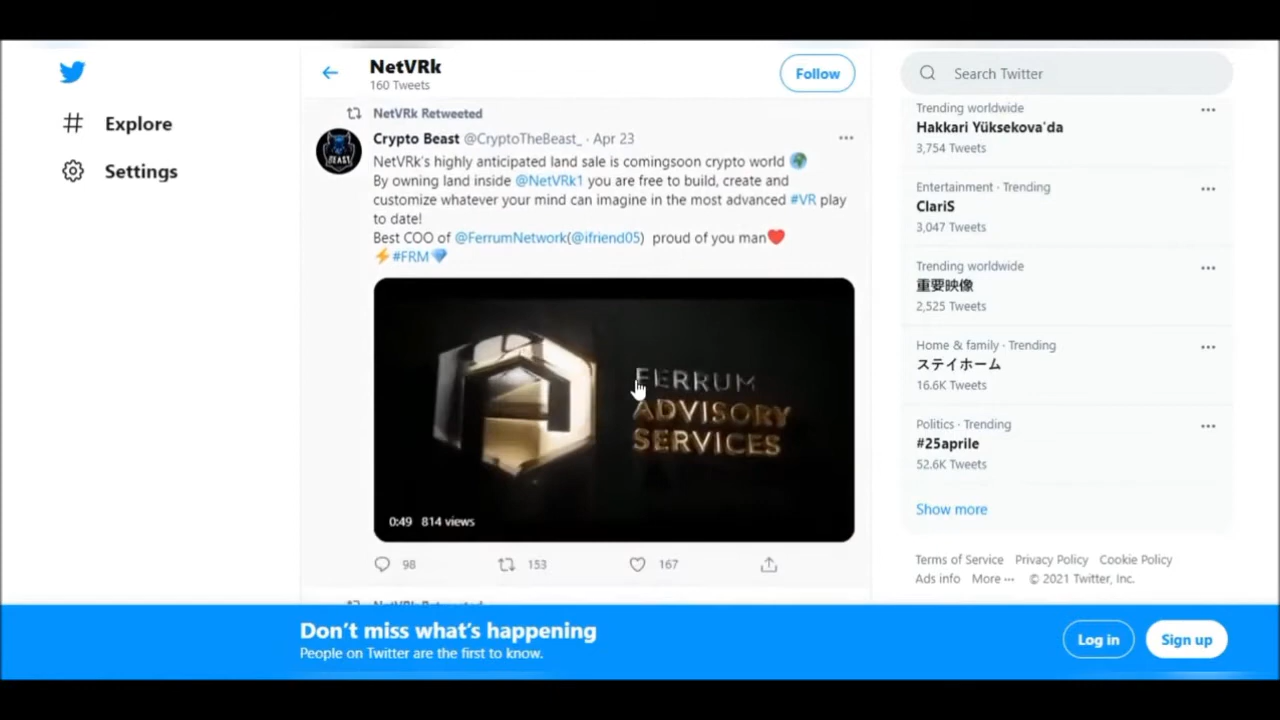 Explore
Settings
NetVRk
160 Tweets
Follow
NetVRk Retweeted
Crypto Beast @CryptoTheBeast_ · Apr 23
NetVRk's highly anticipated land sale is comingsoon crypto world 🌍
By owning land inside @NetVRk1 you are free to build, create and
customize whatever your mind can imagine in the most advanced #VR play
to date!
Best COO of @FerrumNetwork(@ifriend05) proud of you man❤️
⚡#FRM💎
BEAST
FERRUM
ADVISORY
SERVICES
0:49 814 views
98 153 167
NetVRk Retweeted
Search Twitter
Trending worldwide
Hakkari Yüksekova'da
3,754 Tweets
Entertainment · Trending
ClariS
3,047 Tweets
Trending worldwide
重要映像
2,525 Tweets
Home & family · Trending
ステイホーム
16.6K Tweets
Politics · Trending
#25aprile
52.6K Tweets
Show more
Terms of Service Privacy Policy Cookie Policy
Ads info More ··· © 2021 Twitter, Inc.
Don't miss what's happening
People on Twitter are the first to know.
Log in
Sign up